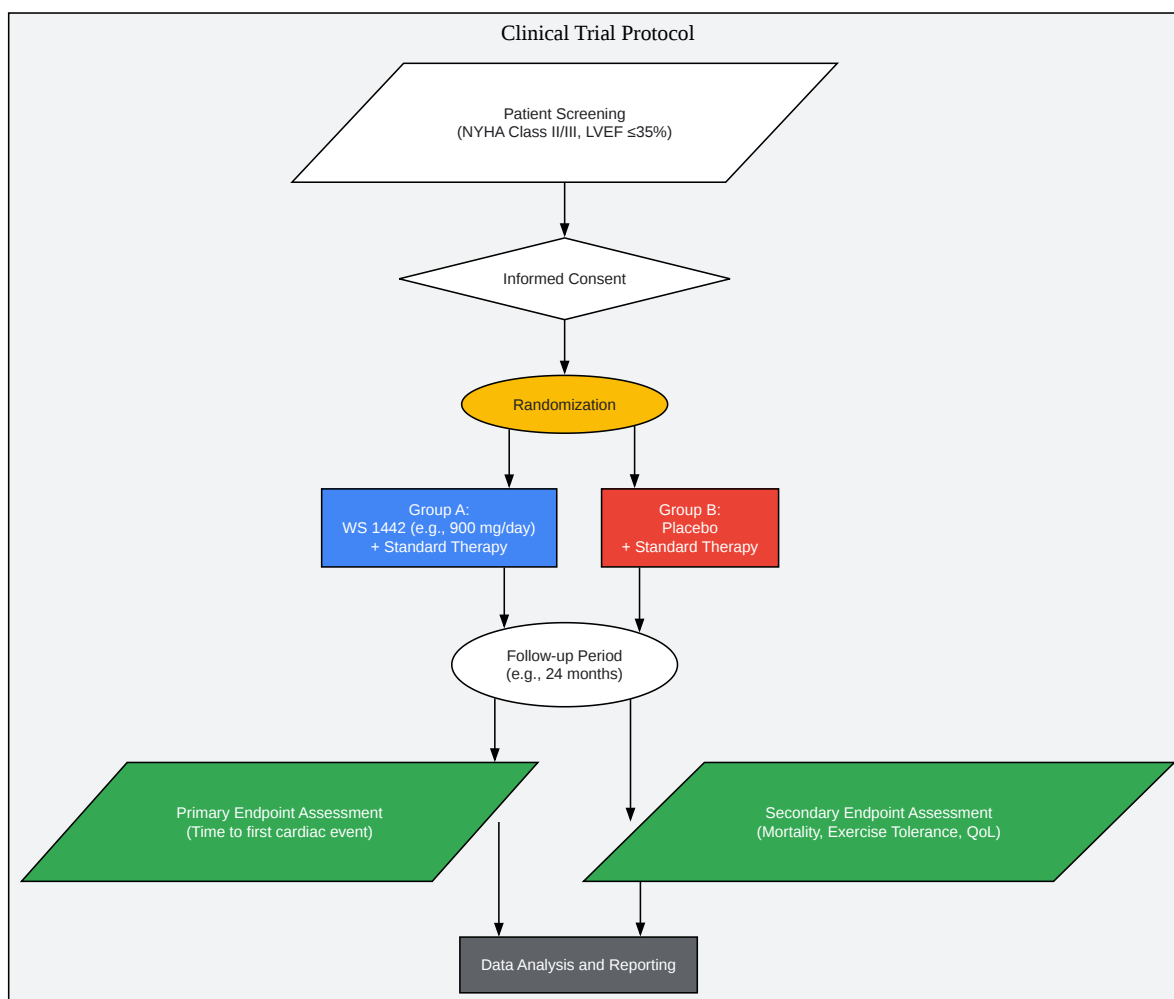 Clinical Trial Protocol
Patient Screening
(NYHA Class II/III, LVEF ≤35%)
Informed Consent
Randomization
Group A:
WS 1442 (e.g., 900 mg/day)
+ Standard Therapy
Group B:
Placebo
+ Standard Therapy
Follow-up Period
(e.g., 24 months)
Primary Endpoint Assessment
(Time to first cardiac event)
Secondary Endpoint Assessment
(Mortality, Exercise Tolerance, QoL)
Data Analysis and Reporting